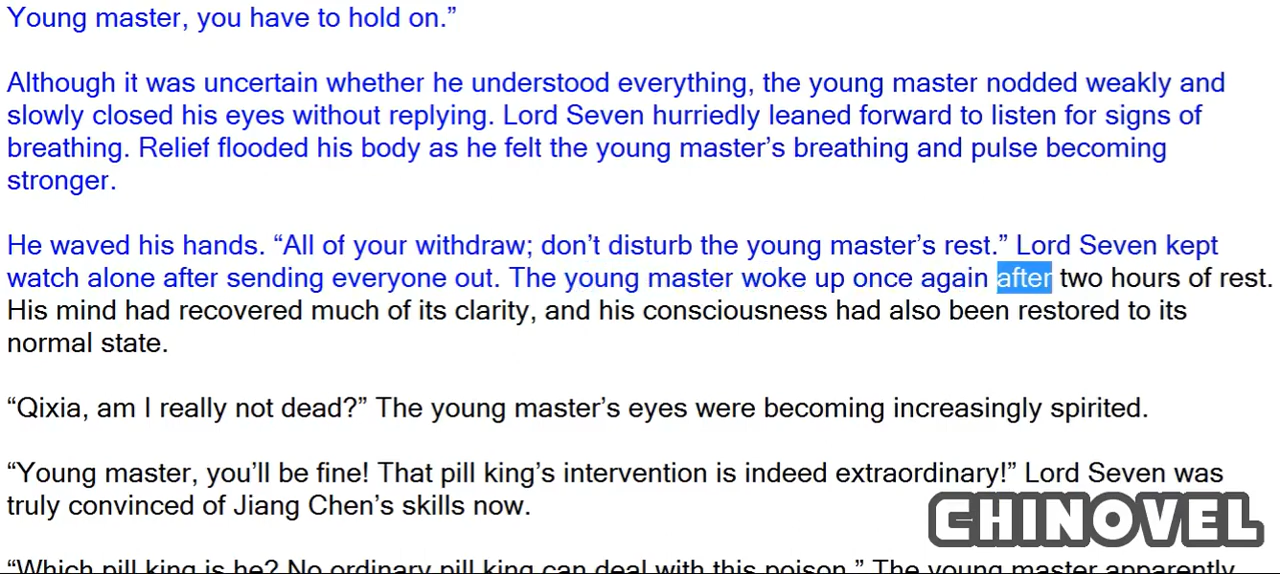 Young master, you have to hold on.”
Although it was uncertain whether he understood everything, the young master nodded weakly and
slowly closed his eyes without replying. Lord Seven hurriedly leaned forward to listen for signs of
breathing. Relief flooded his body as he felt the young master’s breathing and pulse becoming
stronger.
He waved his hands. “All of your withdraw; don’t disturb the young master’s rest.” Lord Seven kept
watch alone after sending everyone out. The young master woke up once again after two hours of rest.
His mind had recovered much of its clarity, and his consciousness had also been restored to its
normal state.
“Qixia, am I really not dead?” The young master’s eyes were becoming increasingly spirited.
“Young master, you’ll be fine! That pill king’s intervention is indeed extraordinary!” Lord Seven was
truly convinced of Jiang Chen’s skills now.
CHINOVEL
“Which pill king is he? No ordinary pill king can deal with this poison.” The young master apparently